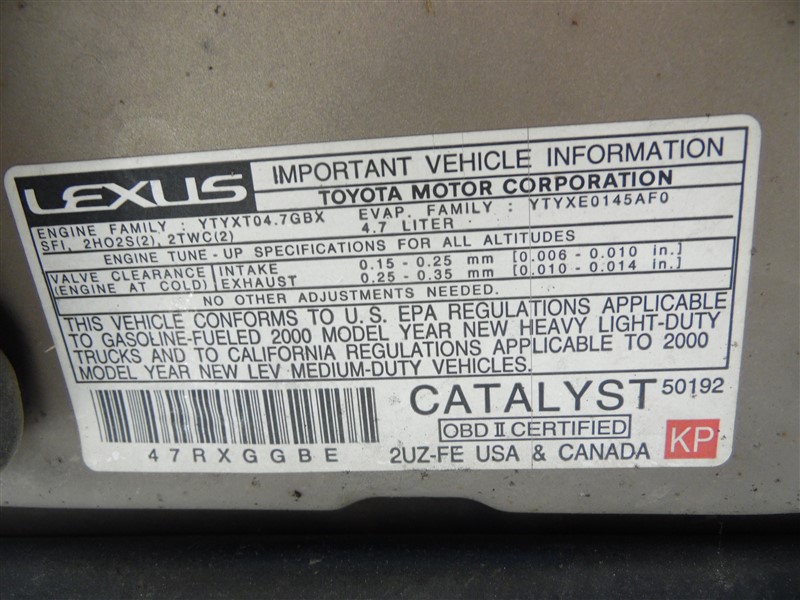 LEXUS
IMPORTANT VEHICLE INFORMATION
TOYOTA MOTOR CORPORATION
ENGINE FAMILY : YTYXT04.7GBX EVAP. FAMILY : YTYXE0145AF0
SFI, 2HO2S(2), 2TWC(2) 4.7 LITER
ENGINE TUNE-UP SPECIFICATIONS FOR ALL ALTITUDES
VALVE CLEARANCE INTAKE 0.15 - 0.25 mm [0.006 - 0.010 in.]
(ENGINE AT COLD) EXHAUST 0.25 - 0.35 mm [0.010 - 0.014 in.]
NO OTHER ADJUSTMENTS NEEDED.
THIS VEHICLE CONFORMS TO U.S. EPA REGULATIONS APPLICABLE
TO GASOLINE-FUELED 2000 MODEL YEAR NEW HEAVY LIGHT-DUTY
TRUCKS AND TO CALIFORNIA REGULATIONS APPLICABLE TO 2000
MODEL YEAR NEW LEV MEDIUM-DUTY VEHICLES.
CATALYST 50192
OBD II CERTIFIED KP
47RXGGBE 2UZ-FE USA & CANADA